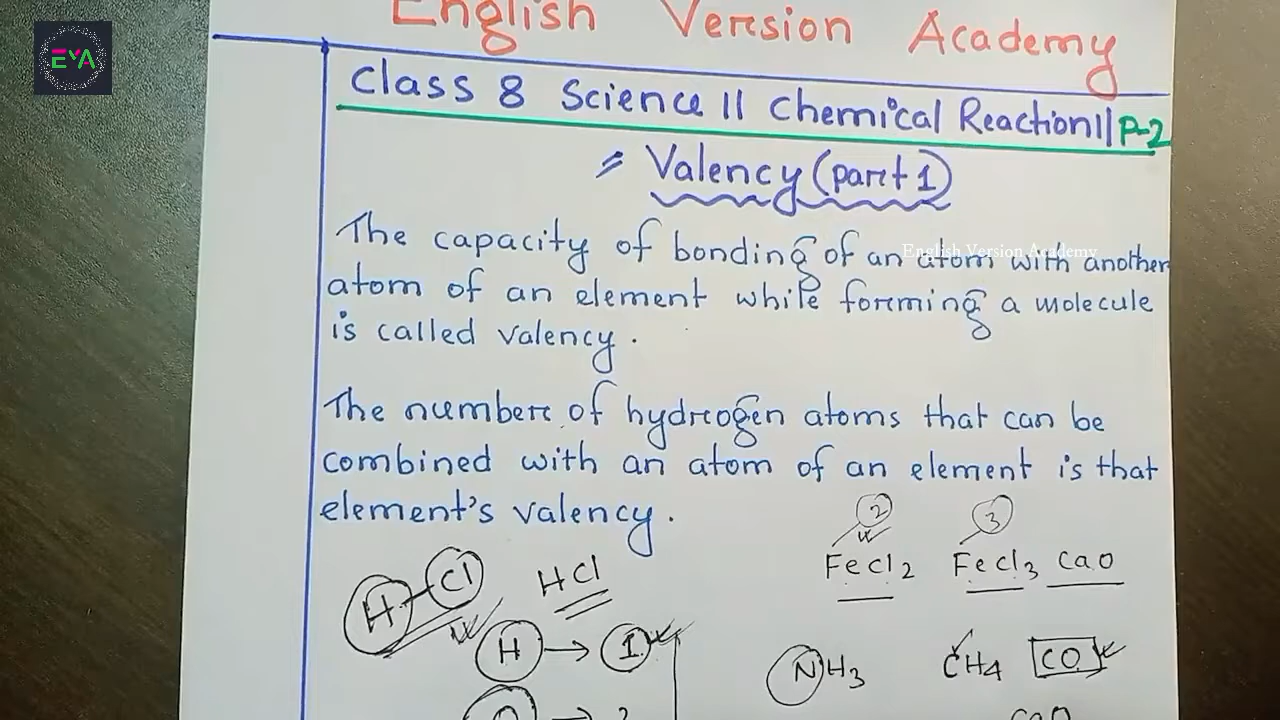 EYA
English Version Academy
Class 8 Science || Chemical Reaction || P-2
= Valency (part 1)
The capacity of bonding of an atom with another
English Version Academy
atom of an element while forming a molecule
is called valency.
The number of hydrogen atoms that can be
combined with an atom of an element is that
element's valency.
2 3
FeCl2 FeCl3 CaO
H-Cl HCl
H → 1
NH3 CH4 CO
CaO